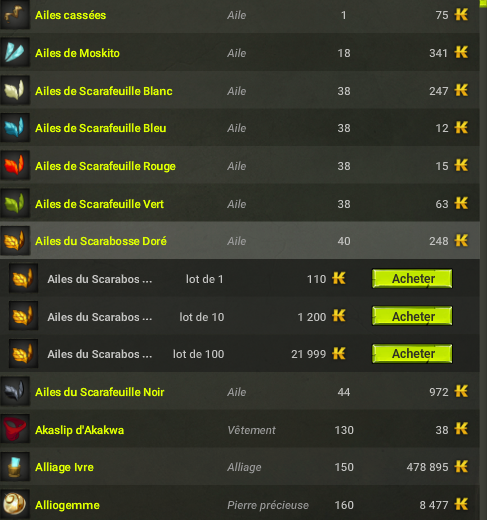 Ailes cassées Aile 1 75
Ailes de Moskito Aile 18 341
Ailes de Scarafeuille Blanc Aile 38 247
Ailes de Scarafeuille Bleu Aile 38 12
Ailes de Scarafeuille Rouge Aile 38 15
Ailes de Scarafeuille Vert Aile 38 63
Ailes du Scarabosse Doré Aile 40 248
Ailes du Scarabos ... lot de 1 110 Acheter
Ailes du Scarabos ... lot de 10 1 200 Acheter
Ailes du Scarabos ... lot de 100 21 999 Acheter
Ailes du Scarafeuille Noir Aile 44 972
Akaslip d'Akakwa Vêtement 130 38
Alliage Ivre Alliage 150 478 895
Alliogemme Pierre précieuse 160 8 477